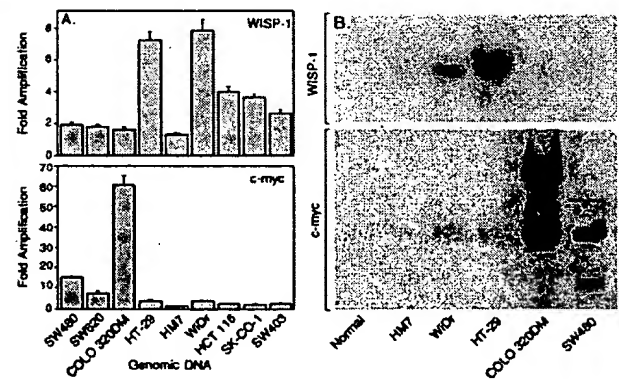 A.
WISP-1
Fold Amplification
8
6
4
2
0
c-myc
Fold Amplification
70
60
50
40
30
20
10
0
SW480
SW620
COLO 320DM
HT-29
HM7
WiDr
HCT 116
SK-CO-1
SW403
Genomic DNA
B.
WISP-1
c-myc
Normal
HM7
WiDr
HT-29
COLO 320DM
SW480